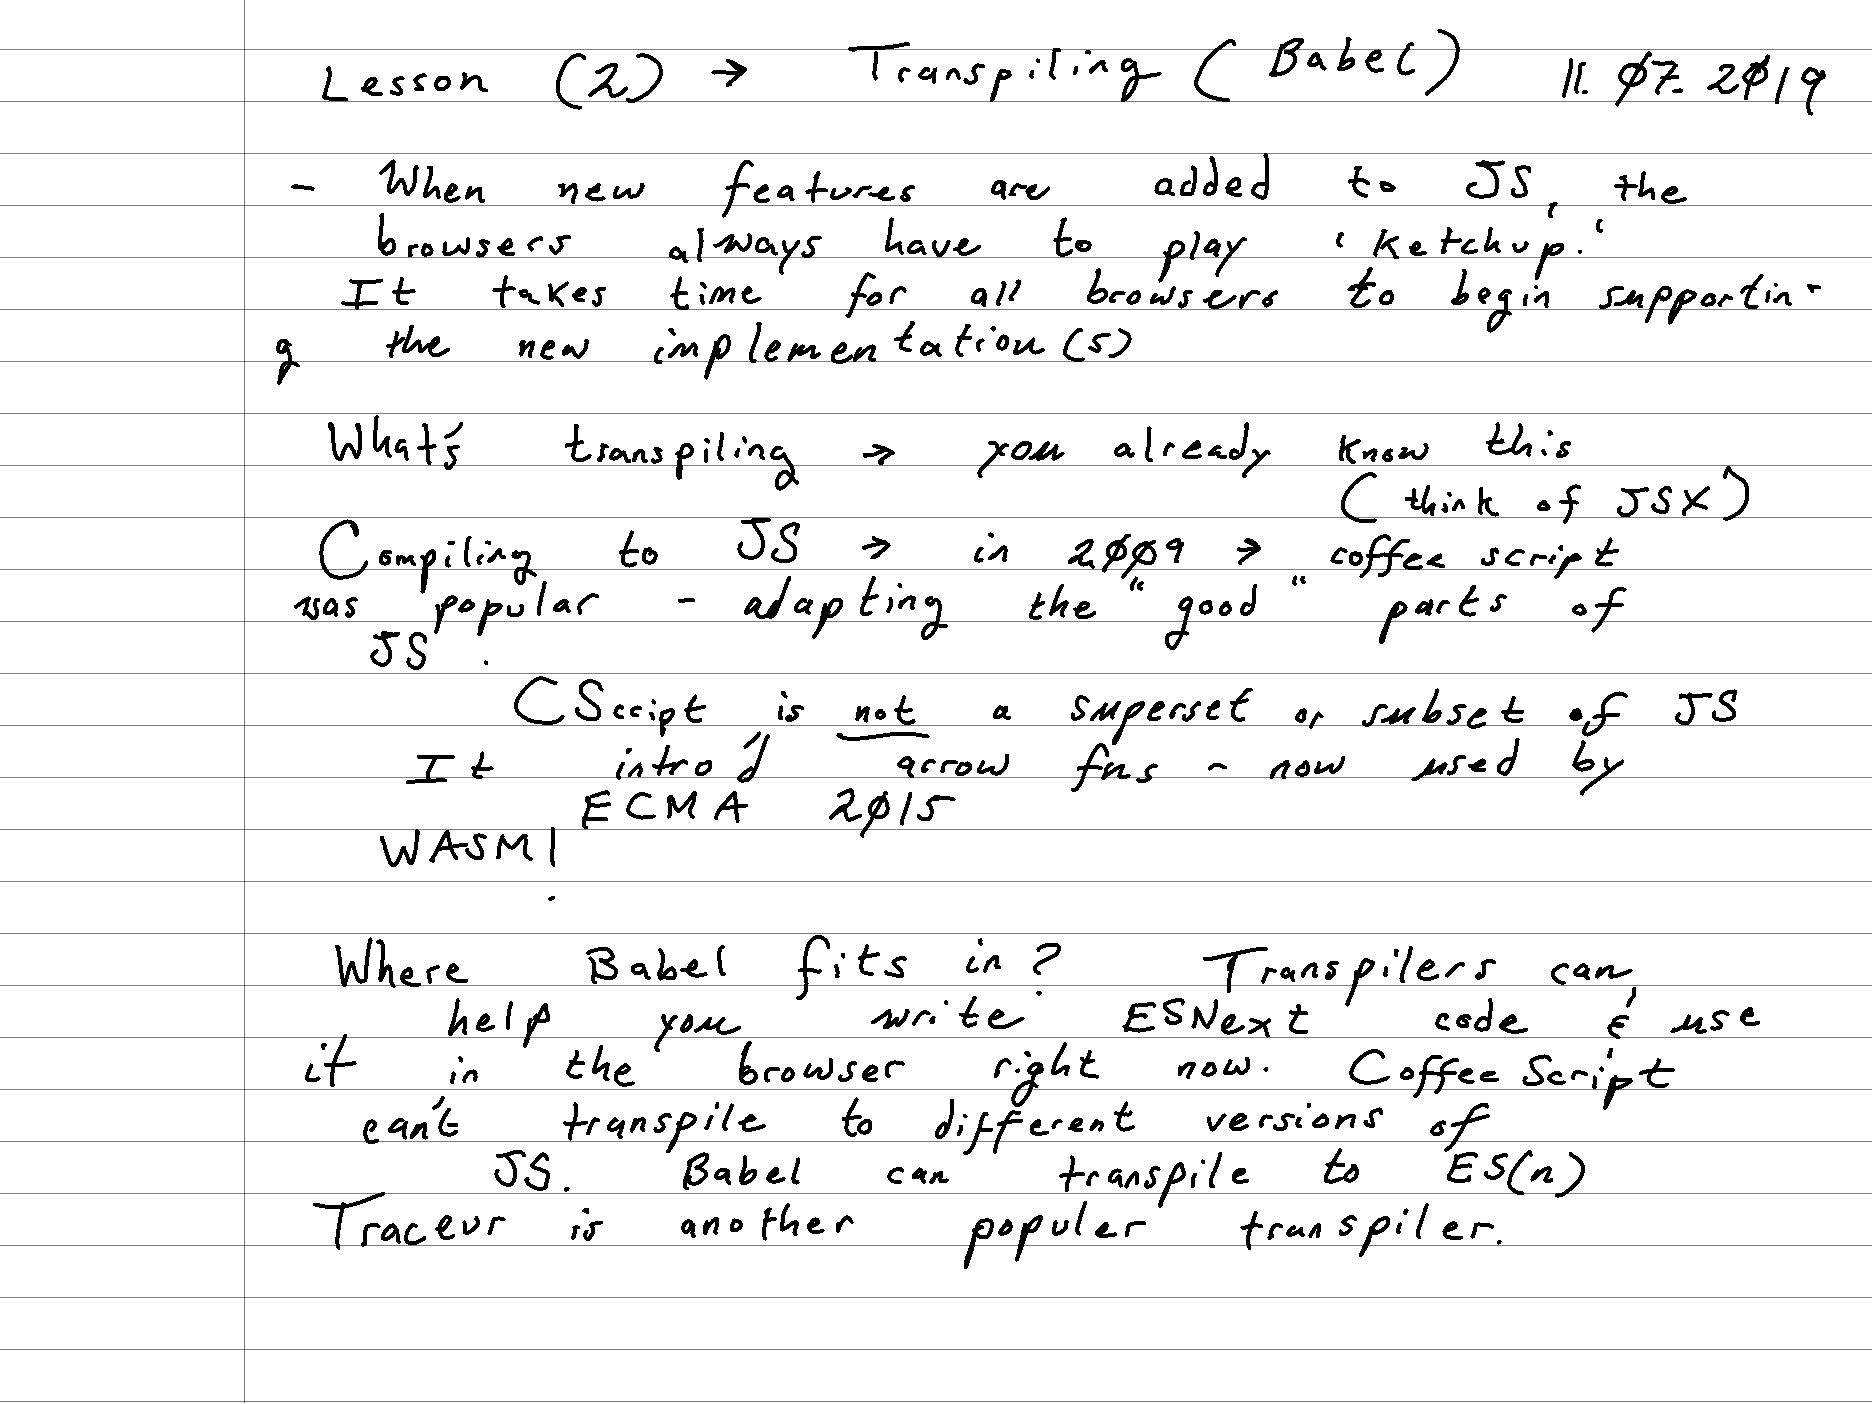 Lesson (2) → Transpiling (Babel) 11.07.2019
- When new features are added to JS, the
browsers always have to play ‘ketchup.‘
It takes time for all browsers to begin supportin-
g the new implementation(s)
What's transpiling → you already know this
(think of JSX)
Compiling to JS → in 2009 → coffee script
was popular - adapting the "good" parts of
JS.
CScript is not a superset or subset of JS
It intro'd arrow fns - now used by
ECMA 2015
WASM!
Where Babel fits in? Transpilers can
help you write ESNext code & use
it in the browser right now. CoffeeScript
can't transpile to different versions of
JS. Babel can transpile to ES(n)
Traceur is another populer transpiler.